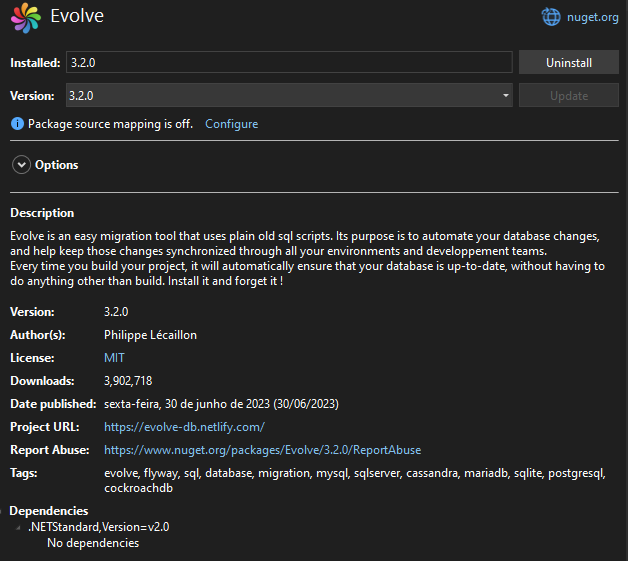 Evolve
nuget.org
Installed: 3.2.0 Uninstall
Version: 3.2.0 Update
Package source mapping is off. Configure
Options
Description
Evolve is an easy migration tool that uses plain old sql scripts. Its purpose is to automate your database changes,
and help keep those changes synchronized through all your environments and developpement teams.
Every time you build your project, it will automatically ensure that your database is up-to-date, without having to
do anything other than build. Install it and forget it !
Version: 3.2.0
Author(s): Philippe Lécaillon
License: MIT
Downloads: 3,902,718
Date published: sexta-feira, 30 de junho de 2023 (30/06/2023)
Project URL: https://evolve-db.netlify.com/
Report Abuse: https://www.nuget.org/packages/Evolve/3.2.0/ReportAbuse
Tags: evolve, flyway, sql, database, migration, mysql, sqlserver, cassandra, mariadb, sqlite, postgresql,
cockroachdb
Dependencies
.NETStandard,Version=v2.0
No dependencies